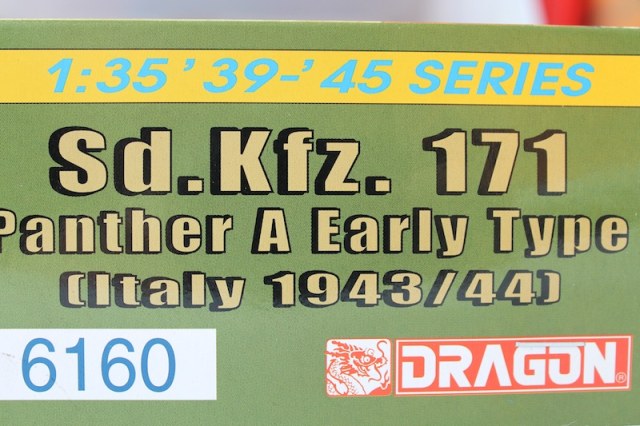 1:35 '39-'45 SERIES
Sd.Kfz. 171
Panther A Early Type
(Italy 1943/44)
6160
DRAGON®